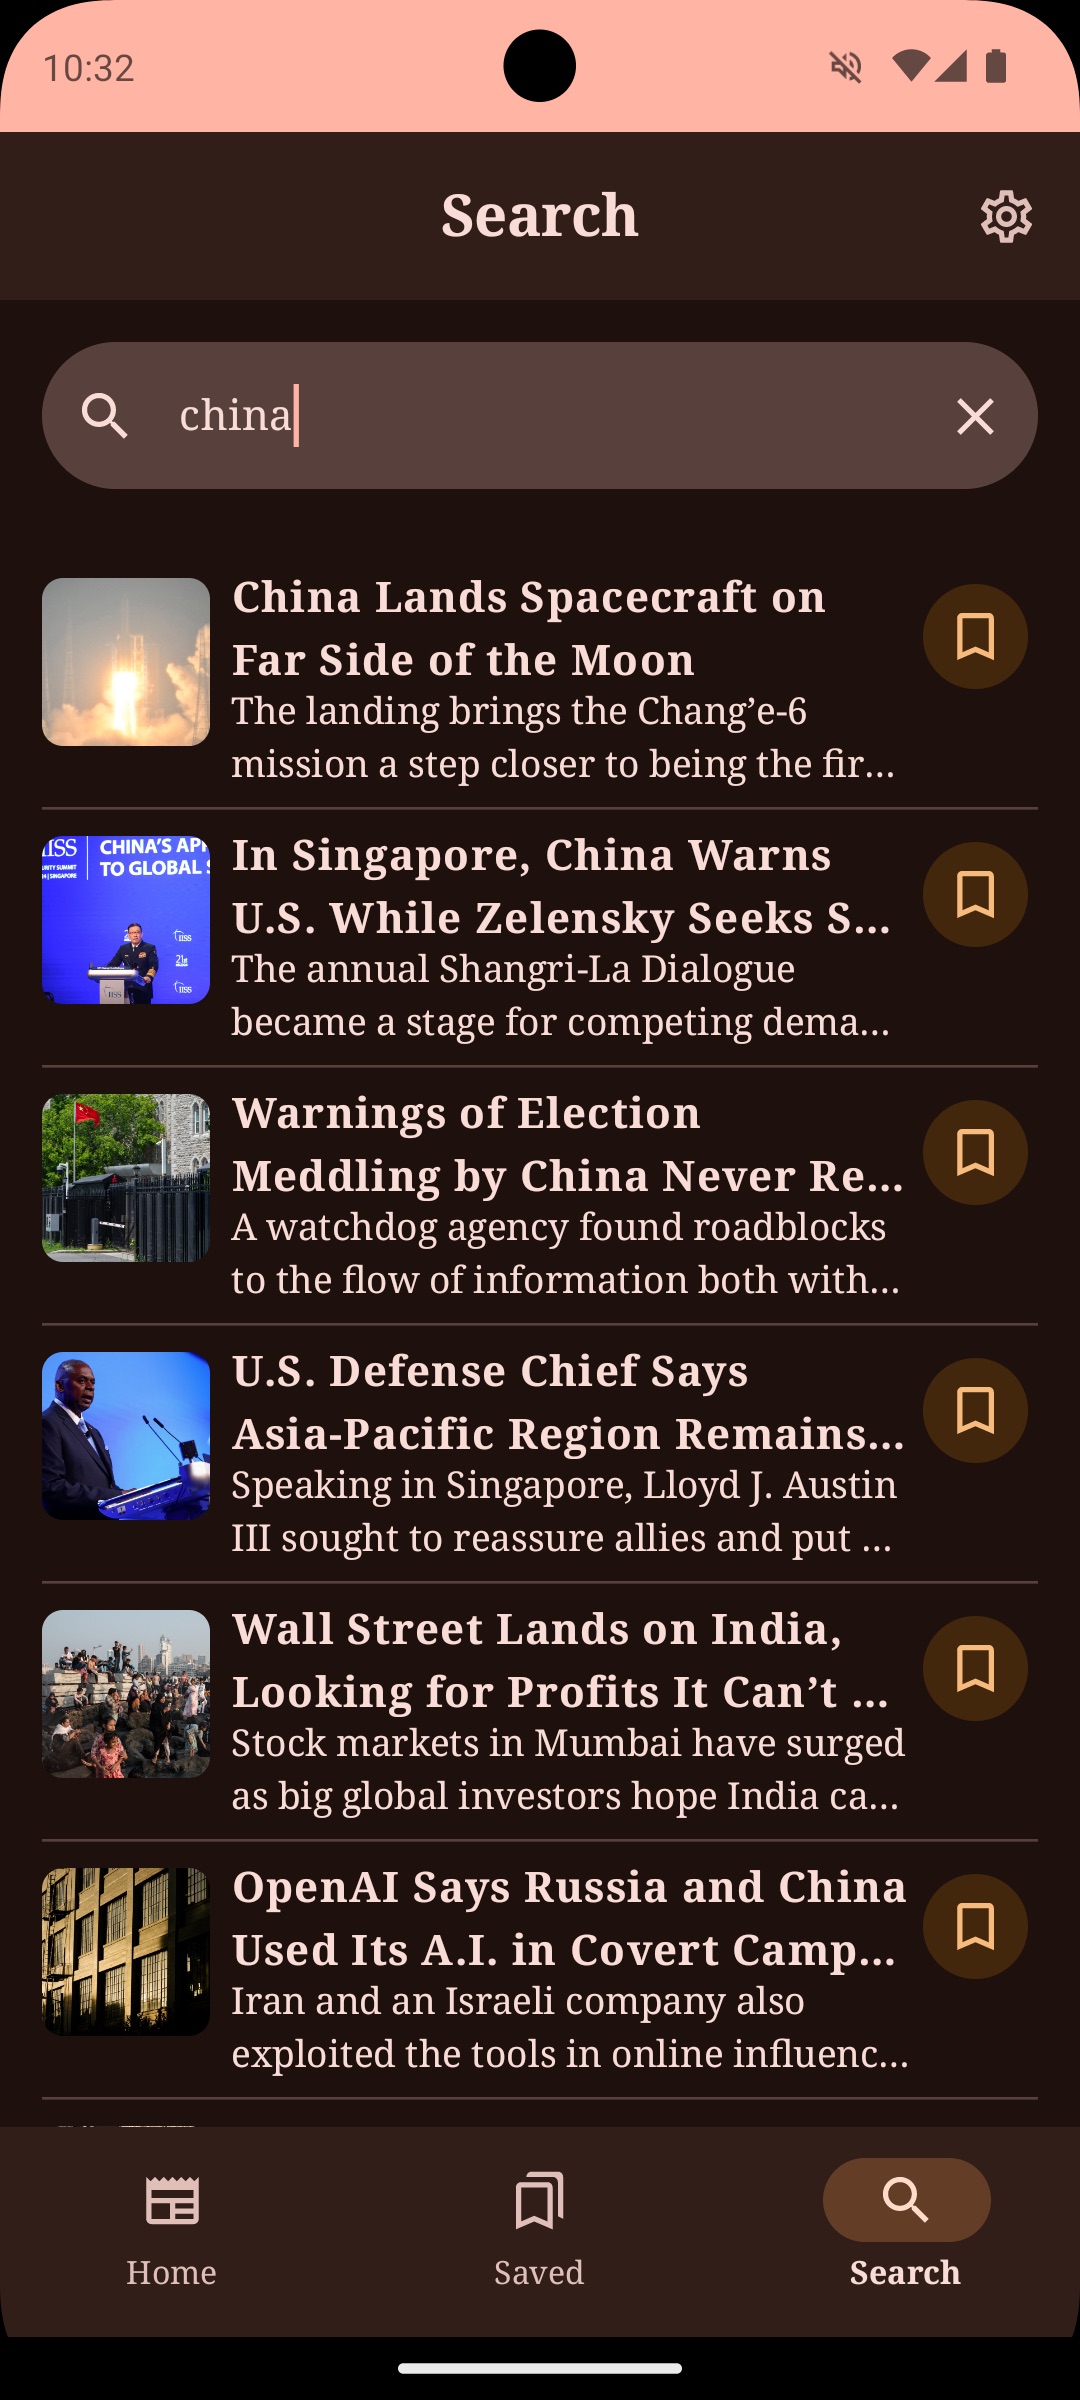 10:32
Search
china
China Lands Spacecraft on
Far Side of the Moon
The landing brings the Chang’e-6
mission a step closer to being the fir...
IISS
CHINA'S
TO GLOBAL
In Singapore, China Warns
U.S. While Zelensky Seeks S...
The annual Shangri-La Dialogue
became a stage for competing dema...
Warnings of Election
Meddling by China Never Re...
A watchdog agency found roadblocks
to the flow of information both with...
U.S. Defense Chief Says
Asia-Pacific Region Remains...
Speaking in Singapore, Lloyd J. Austin
III sought to reassure allies and put ...
Wall Street Lands on India,
Looking for Profits It Can’t ...
Stock markets in Mumbai have surged
as big global investors hope India ca...
OpenAI Says Russia and China
Used Its A.I. in Covert Camp...
Iran and an Israeli company also
exploited the tools in online influenc...
Home
Saved
Search